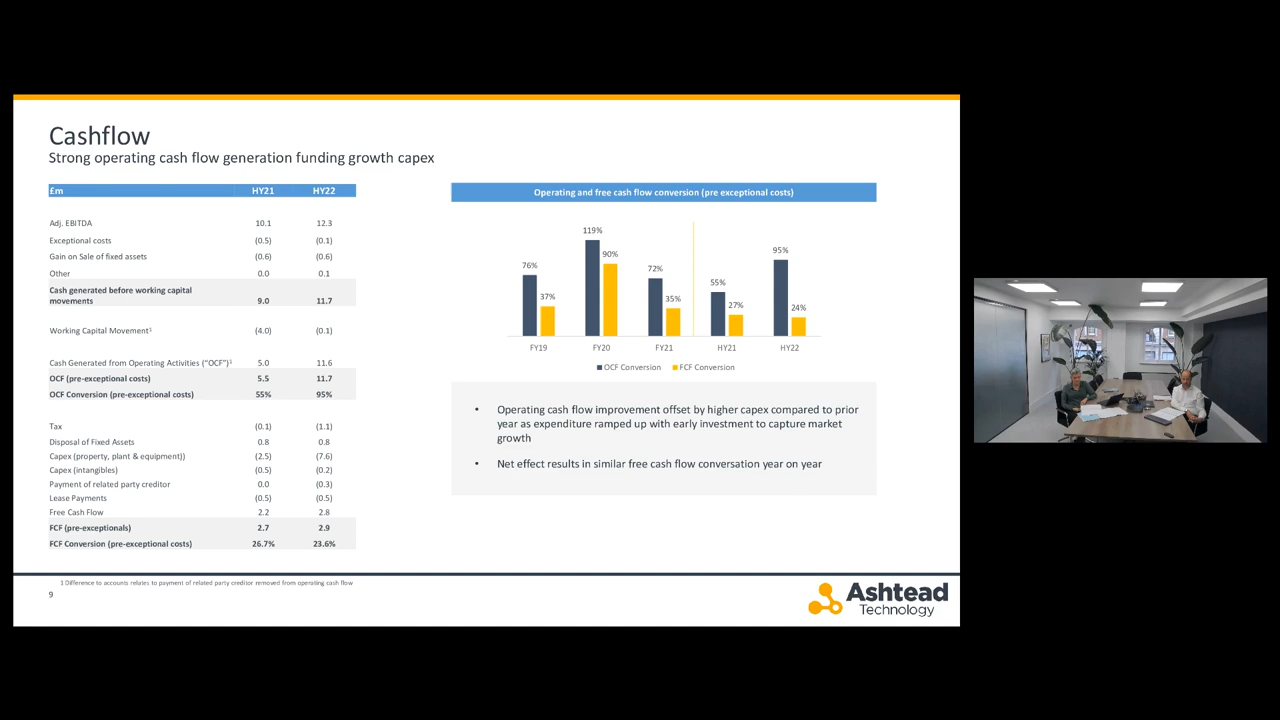 Cashflow
Strong operating cash flow generation funding growth capex
£m HY21 HY22
Adj. EBITDA 10.1 12.3
Exceptional costs (0.5) (0.1)
Gain on Sale of fixed assets (0.6) (0.6)
Other 0.0 0.1
Cash generated before working capital
movements 9.0 11.7
Working Capital Movement¹ (4.0) (0.1)
Cash Generated from Operating Activities (“OCF”)¹ 5.0 11.6
OCF (pre-exceptional costs) 5.5 11.7
OCF Conversion (pre-exceptional costs) 55% 95%
Tax (0.1) (1.1)
Disposal of Fixed Assets 0.8 0.8
Capex (property, plant & equipment)) (2.5) (7.6)
Capex (intangibles) (0.5) (0.2)
Payment of related party creditor 0.0 (0.3)
Lease Payments (0.5) (0.5)
Free Cash Flow 2.2 2.8
FCF (pre-exceptionals) 2.7 2.9
FCF Conversion (pre-exceptional costs) 26.7% 23.6%
Operating and free cash flow conversion (pre exceptional costs)
119%
90%
95%
76%
72%
55%
37%
35%
27%
24%
FY19 FY20 FY21 HY21 HY22
OCF Conversion FCF Conversion
• Operating cash flow improvement offset by higher capex compared to prior
year as expenditure ramped up with early investment to capture market
growth
• Net effect results in similar free cash flow conversation year on year
1 Difference to accounts relates to payment of related party creditor removed from operating cash flow
9
Ashtead
Technology